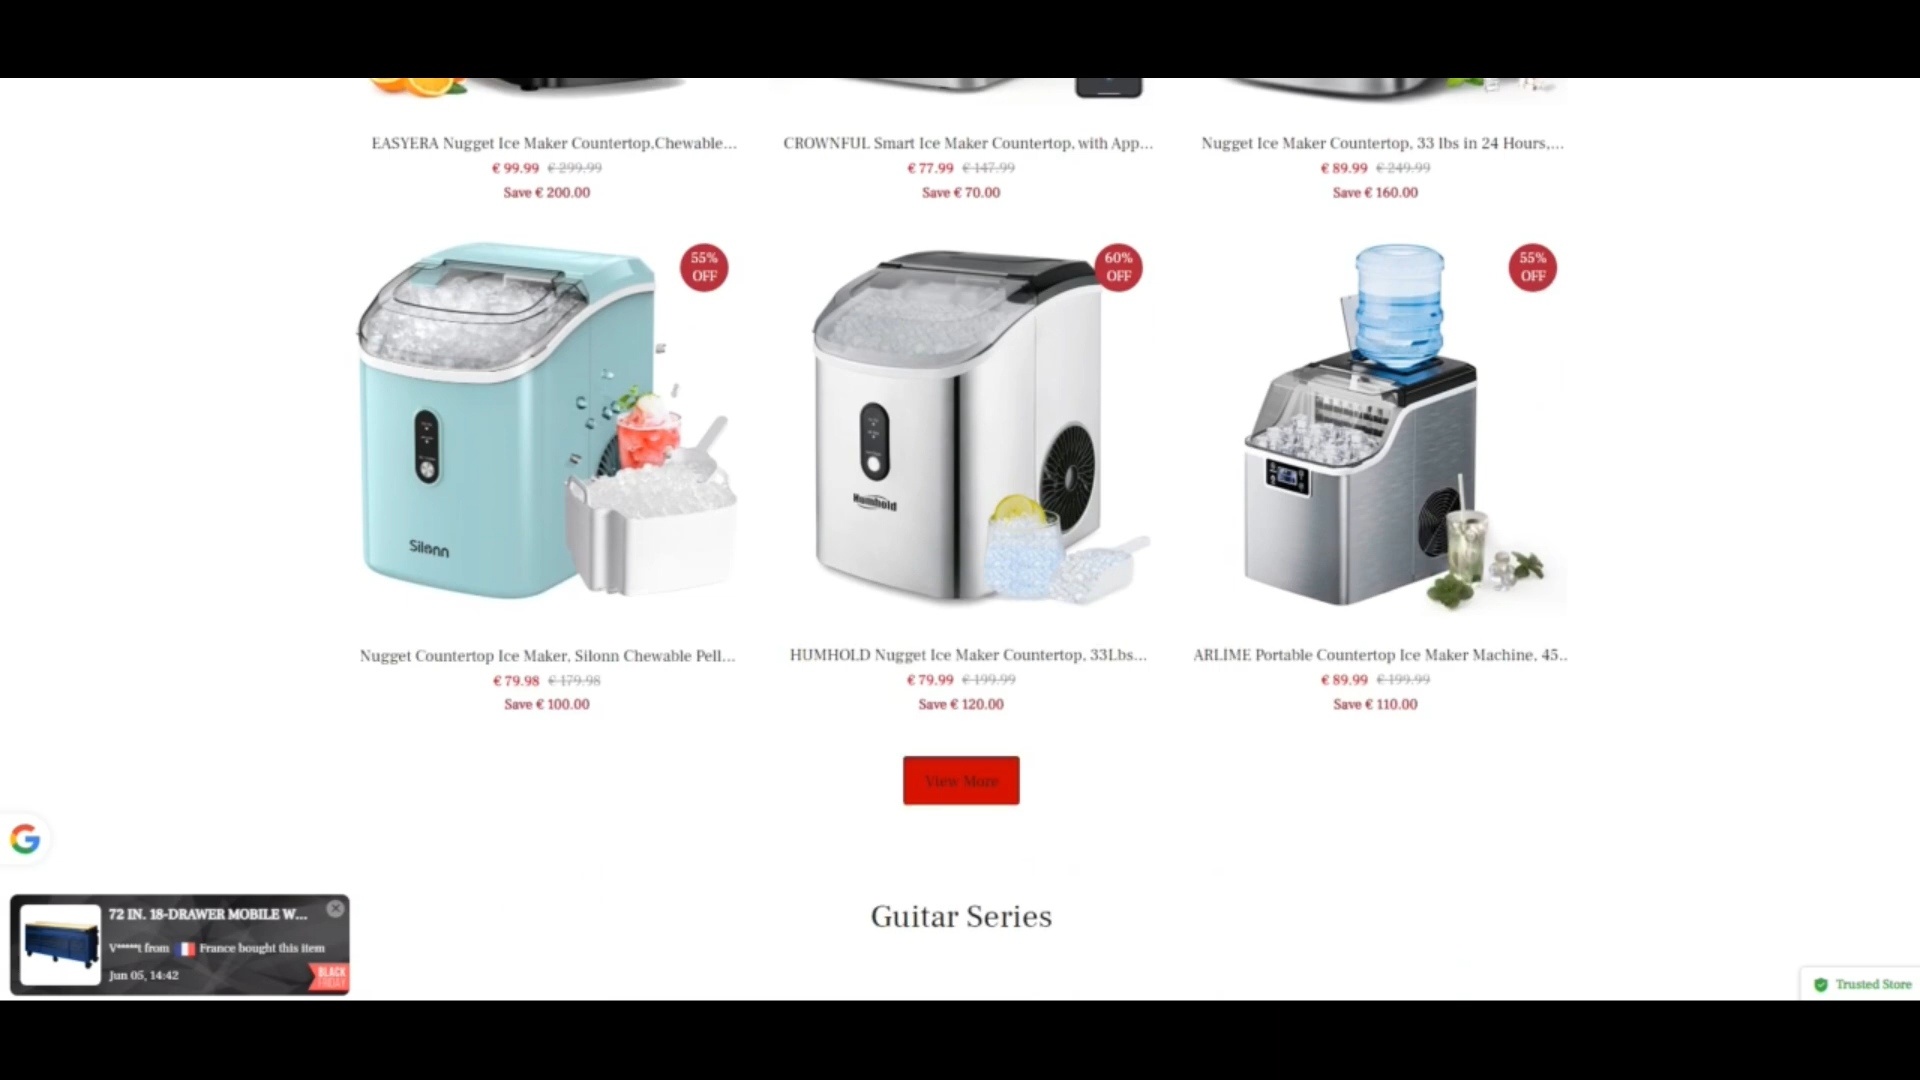 EASYERA Nugget Ice Maker Countertop,Chewable...
€ 99.99 € 299.99
Save € 200.00
CROWNFUL Smart Ice Maker Countertop, with App...
€ 77.99 € 147.99
Save € 70.00
Nugget Ice Maker Countertop, 33 lbs in 24 Hours,...
€ 89.99 € 249.99
Save € 160.00
55%
OFF
Silonn
60%
OFF
Humhold
55%
OFF
Nugget Countertop Ice Maker, Silonn Chewable Pell...
€ 79.98 € 179.98
Save € 100.00
HUMHOLD Nugget Ice Maker Countertop, 33Lbs...
€ 79.99 € 199.99
Save € 120.00
ARLIME Portable Countertop Ice Maker Machine, 45..
€ 89.99 € 199.99
Save € 110.00
View More
Guitar Series
72 IN. 18-DRAWER MOBILE W...
V*****t from France bought this item
Jun 05, 14:42
BLACK
FRIDAY
Trusted Store